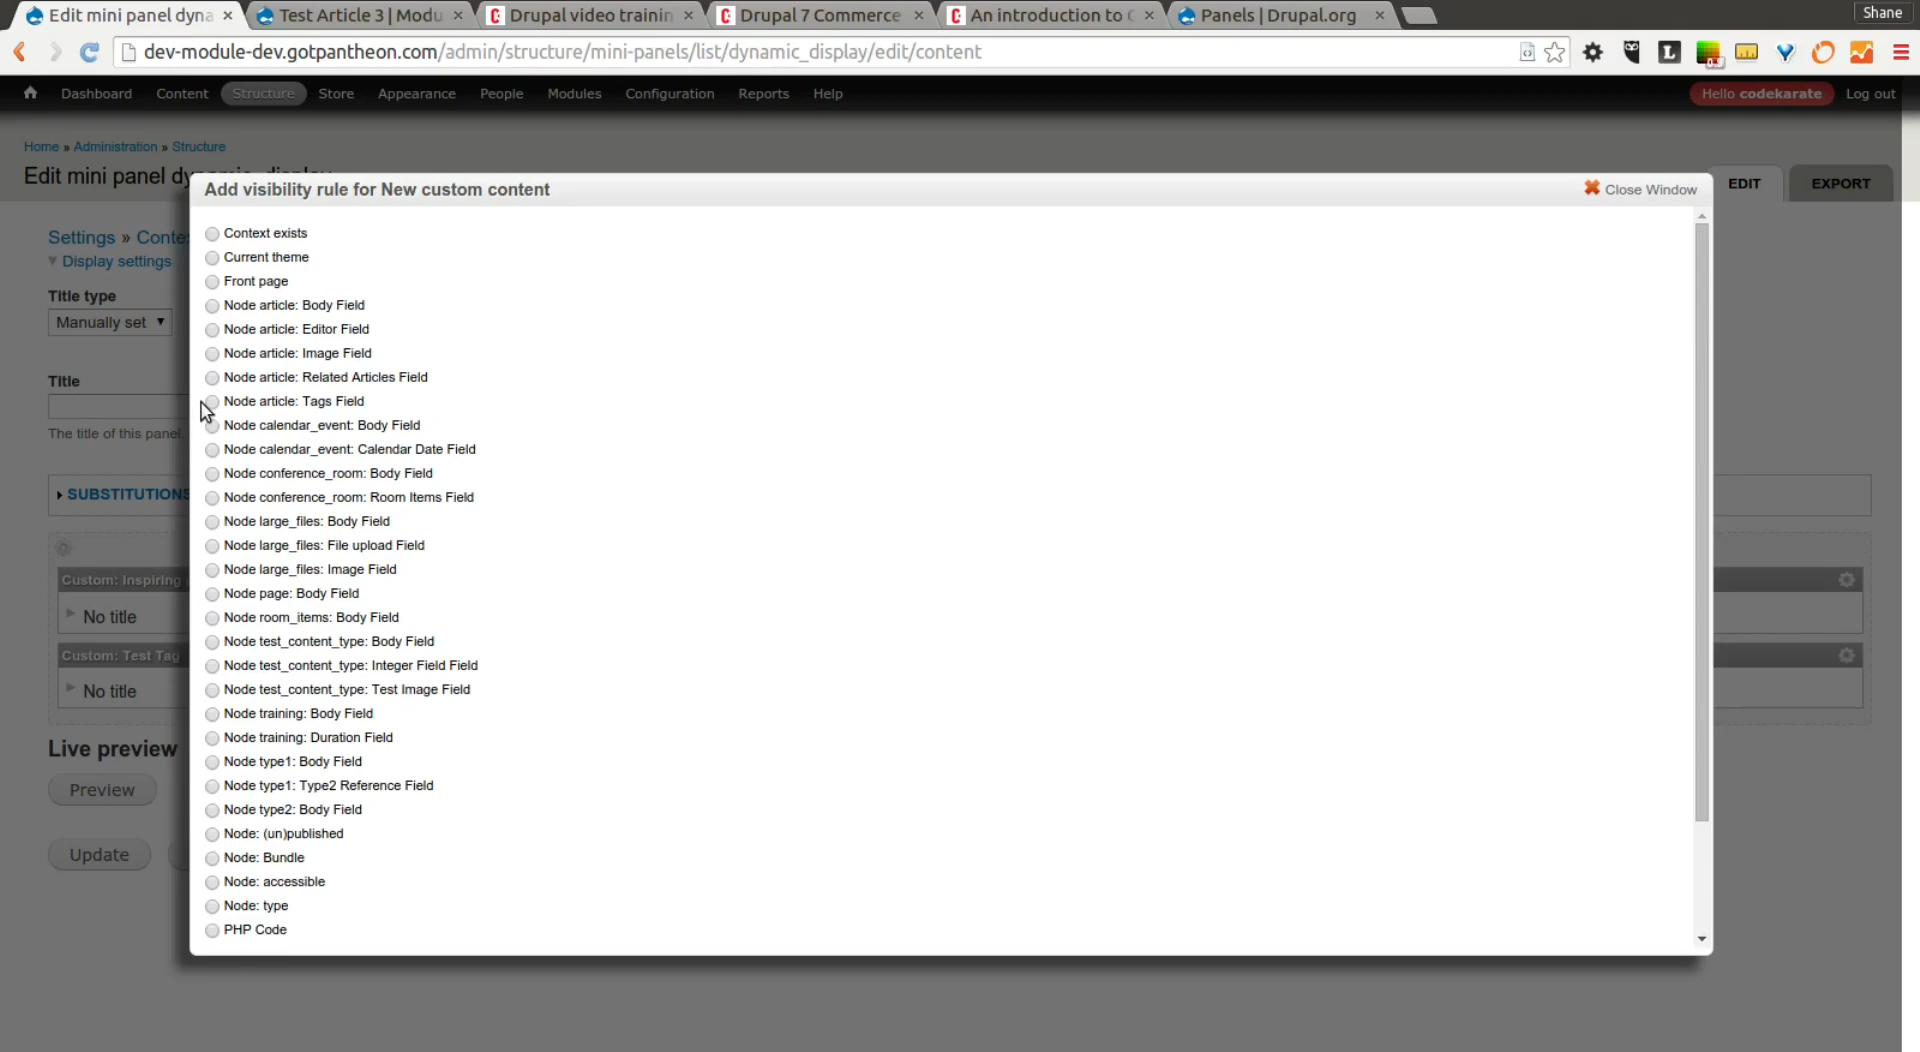 Edit mini panel dyna
Test Article 3 | Modu
Drupal video trainin
Drupal 7 Commerce
An introduction to C
Panels | Drupal.org
Shane
dev-module-dev.gotpantheon.com/admin/structure/mini-panels/list/dynamic_display/edit/content
Dashboard Content Structure Store Appearance People Modules Configuration Reports Help
Hello codekarate Log out
Home » Administration » Structure
Edit mini panel dynamic_display
EDIT EXPORT
Add visibility rule for New custom content
Close Window
Settings » Conte
Display settings
Title type
Manually set
Title
The title of this panel.
SUBSTITUTIONS
Custom: Inspiring
No title
Custom: Test Tag
No title
Live preview
Preview
Update
Context exists
Current theme
Front page
Node article: Body Field
Node article: Editor Field
Node article: Image Field
Node article: Related Articles Field
Node article: Tags Field
Node calendar_event: Body Field
Node calendar_event: Calendar Date Field
Node conference_room: Body Field
Node conference_room: Room Items Field
Node large_files: Body Field
Node large_files: File upload Field
Node large_files: Image Field
Node page: Body Field
Node room_items: Body Field
Node test_content_type: Body Field
Node test_content_type: Integer Field Field
Node test_content_type: Test Image Field
Node training: Body Field
Node training: Duration Field
Node type1: Body Field
Node type1: Type2 Reference Field
Node type2: Body Field
Node: (un)published
Node: Bundle
Node: accessible
Node: type
PHP Code